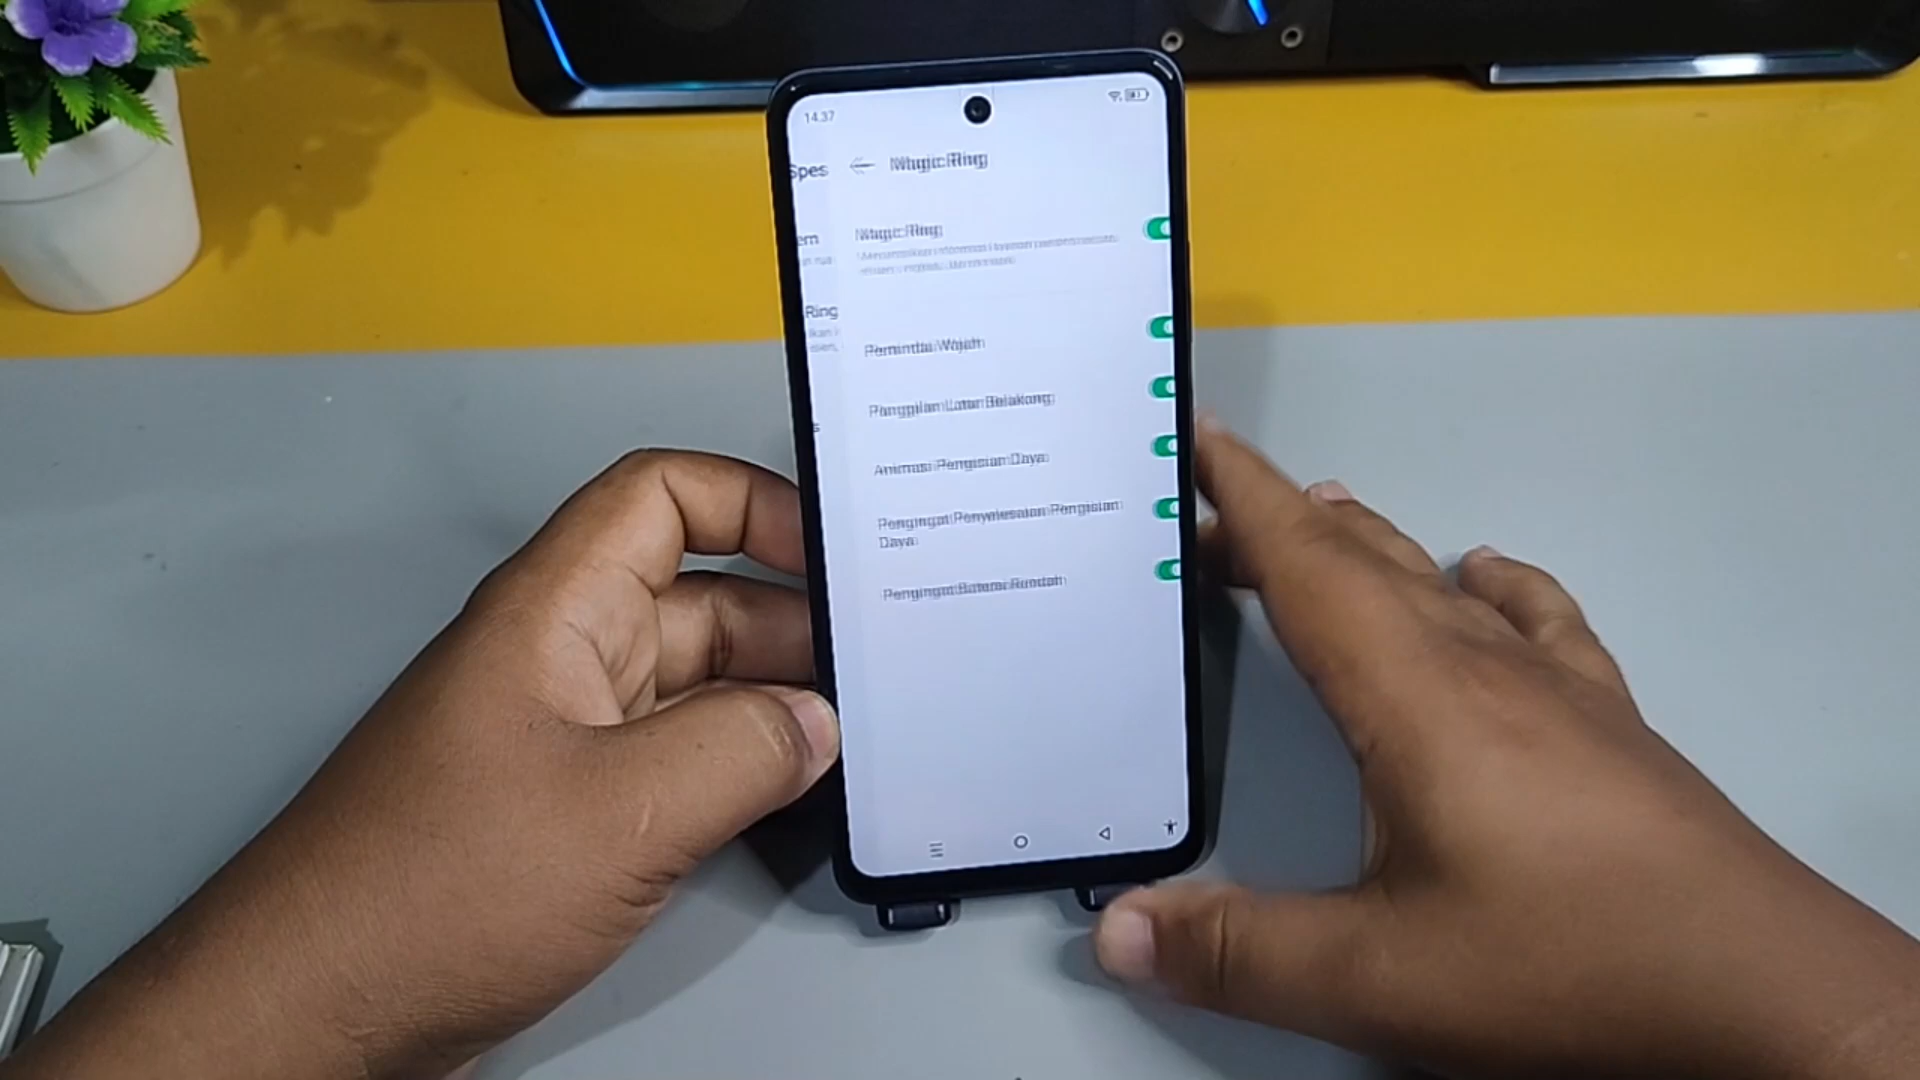 14.37
Spes
Magic Ring
em
Magic Ring
Ring
Pemindai Wajah
Panggilan Latar Belakang
Animasi Pengisian Daya
Pengingat Penyelesaian Pengisian
Daya
Pengingat Baterai Rendah